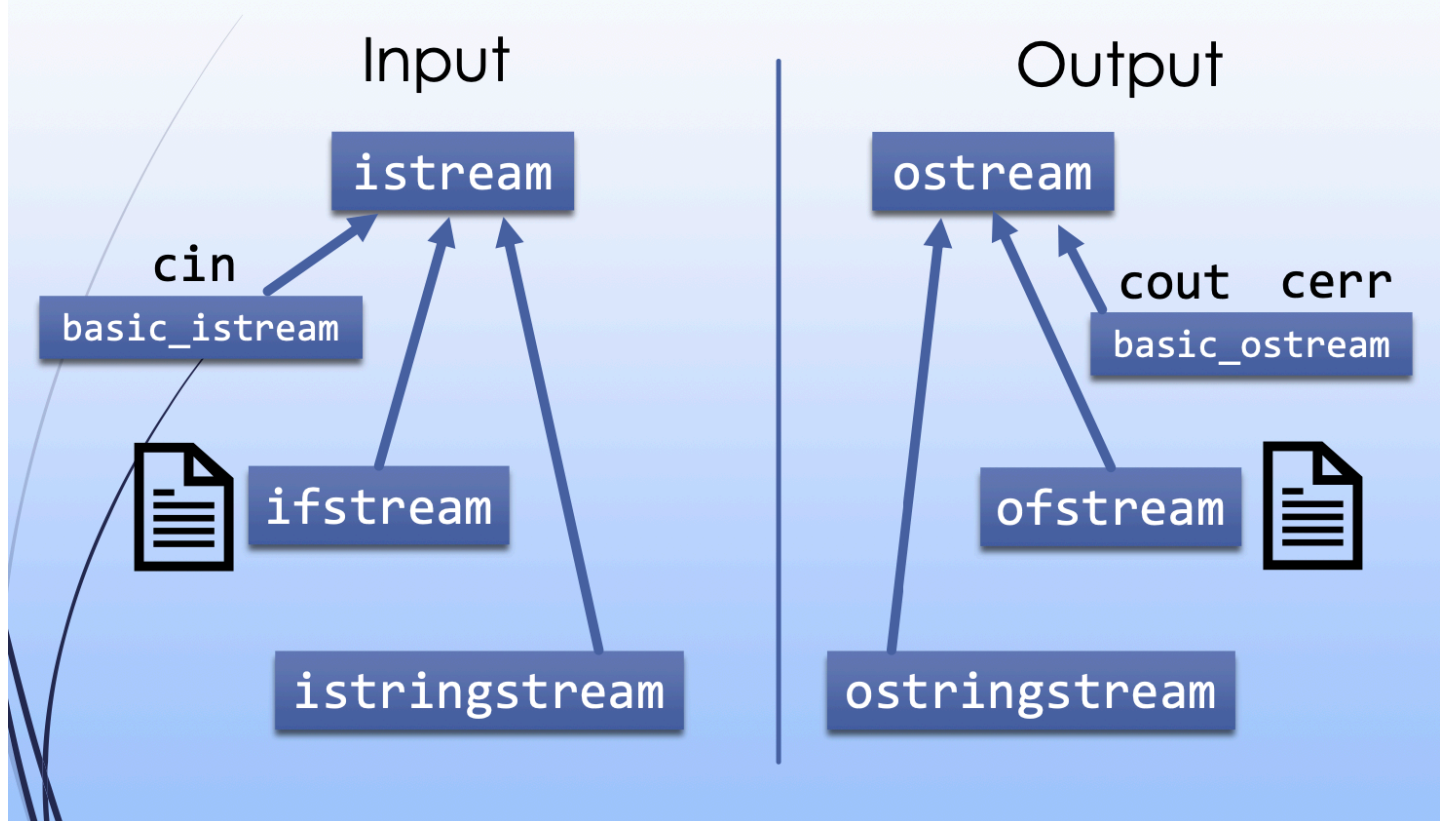 Input
istream
cin
basic_istream
ifstream
istringstream
Output
ostream
cout cerr
basic_ostream
ofstream
ostringstream